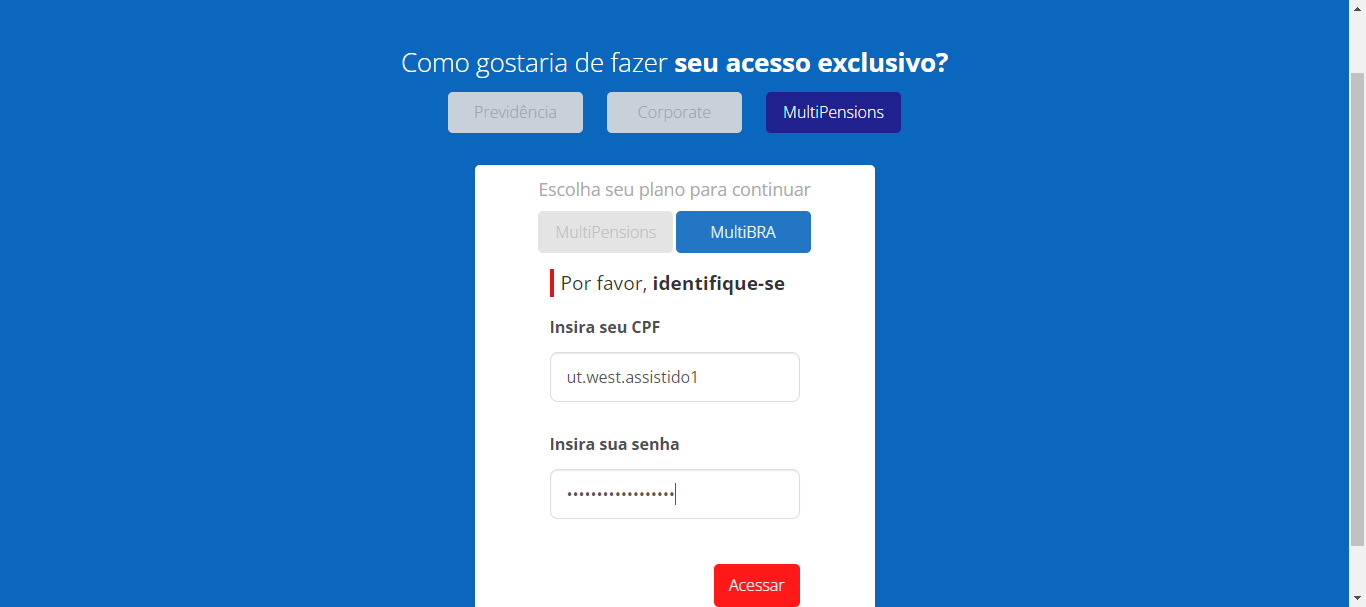 Como gostaria de fazer seu acesso exclusivo?
Previdência Corporate MultiPensions
Escolha seu plano para continuar
MultiPensions MultiBRA
Por favor, identifique-se
Insira seu CPF
ut.west.assistido1
Insira sua senha
••••••••••••••••••
Acessar